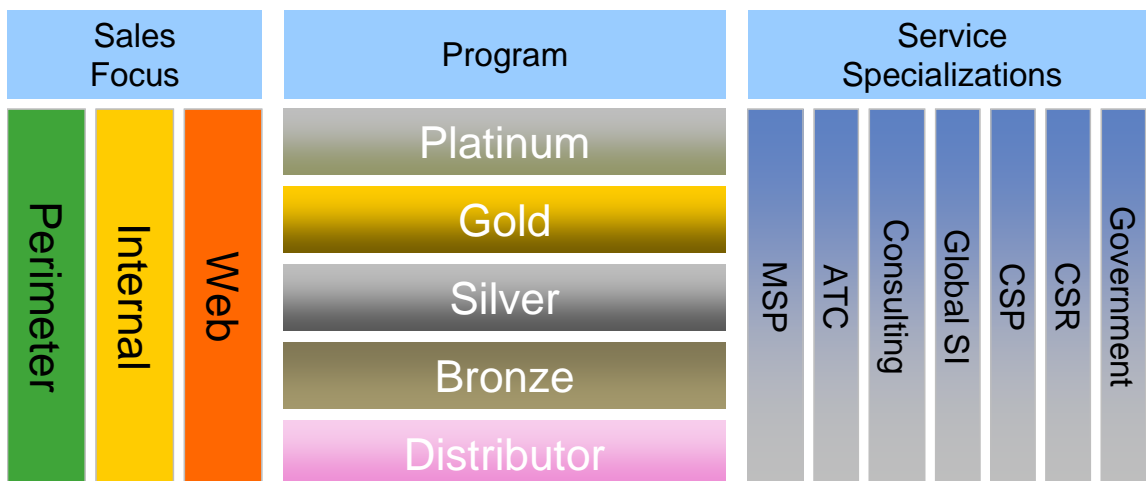 Sales
Focus
Program
Service
Specializations
Perimeter
Internal
Web
Platinum
Gold
Silver
Bronze
Distributor
MSP
ATC
Consulting
Global SI
CSP
CSR
Government